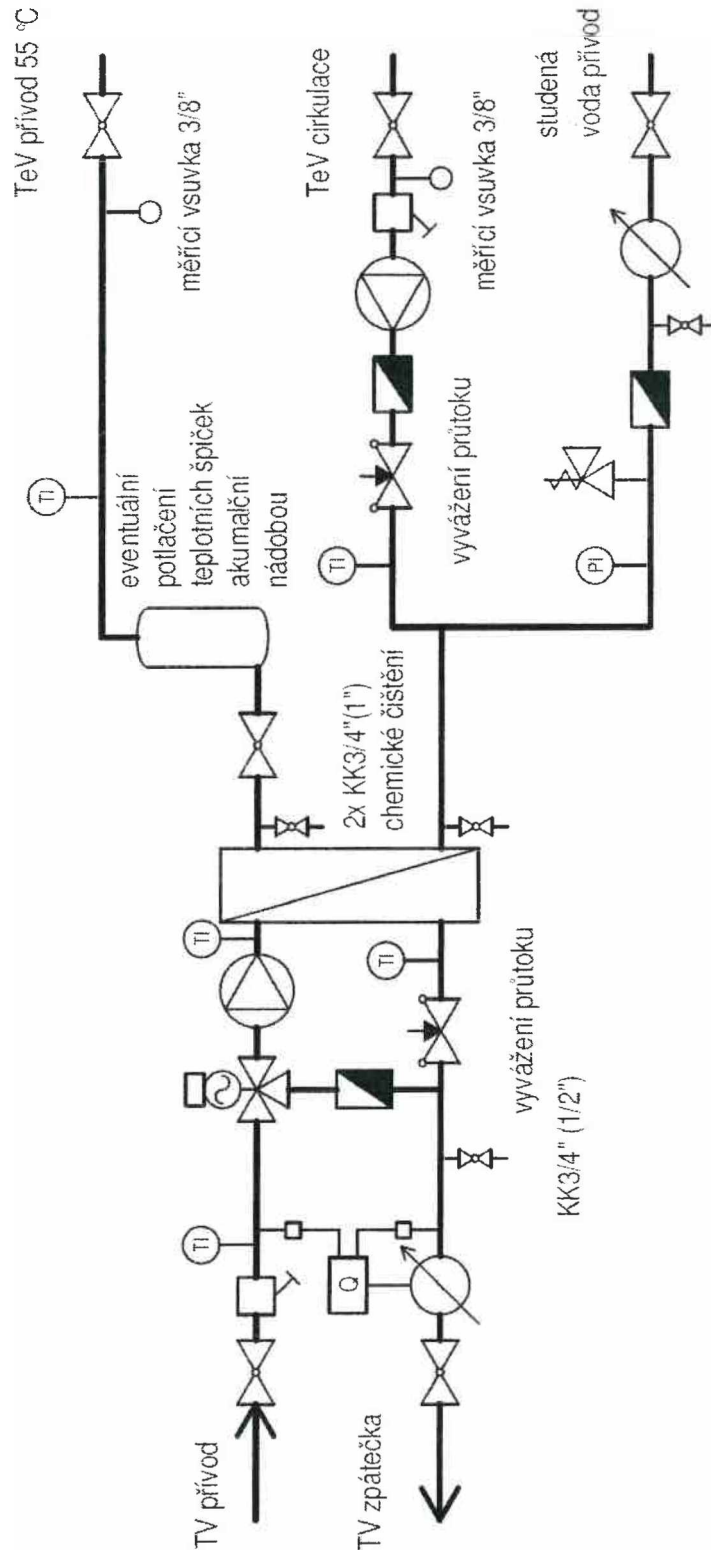 TeV přívod 55 °C
TI
měřící vsuvka 3/8"
eventuální
potlačení
teplotních špiček
akumalční
nádobou
TV přívod
TI
TI
TeV cirkulace
TI
2x KK3/4"(1")
chemické čištění
Q
TV zpátečka
TI
vyvážení průtoku
měřící vsuvka 3/8"
vyvážení průtoku
KK3/4" (1/2")
studená
voda přívod
PI